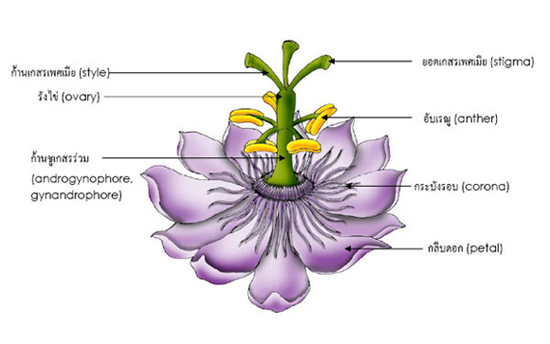 ก้านเกสรเพศเมีย (style)
รังไข่ (ovary)
ก้านชูเกสรร่วม
(androgynophore,
gynandrophore)
ยอดเกสรเพศเมีย (stigma)
อับเรณู (anther)
กระบังรอบ (corona)
กลีบดอก (petal)